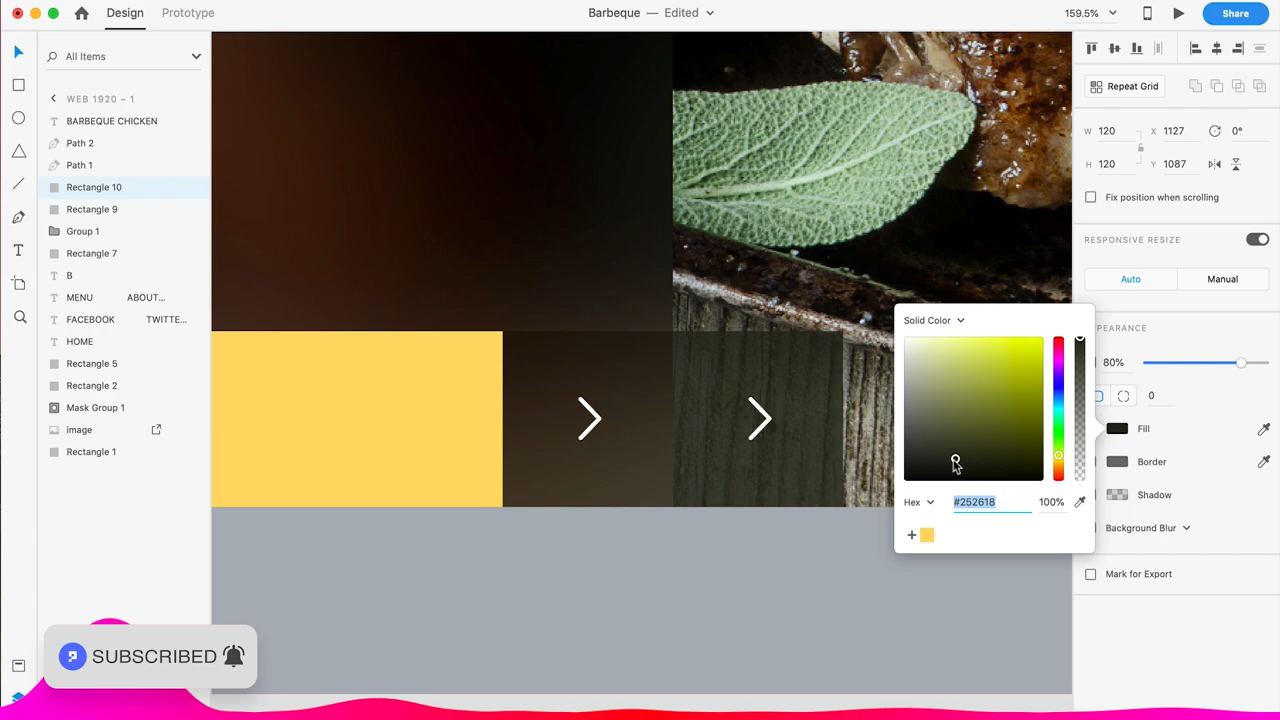 Design
Prototype
Barbeque — Edited
159.5%
Share
All Items
WEB 1920 – 1
BARBEQUE CHICKEN
Path 2
Path 1
Rectangle 10
Rectangle 9
Group 1
Rectangle 7
B
MENU ABOUT...
FACEBOOK TWITTE...
HOME
Rectangle 5
Rectangle 2
Mask Group 1
image
Rectangle 1
SUBSCRIBED
Repeat Grid
W 120 X 1127 0°
H 120 Y 1087
Fix position when scrolling
RESPONSIVE RESIZE
Auto Manual
PPEARANCE
80%
0
Fill
Border
Shadow
Background Blur
Mark for Export
Solid Color
Hex #252618 100%